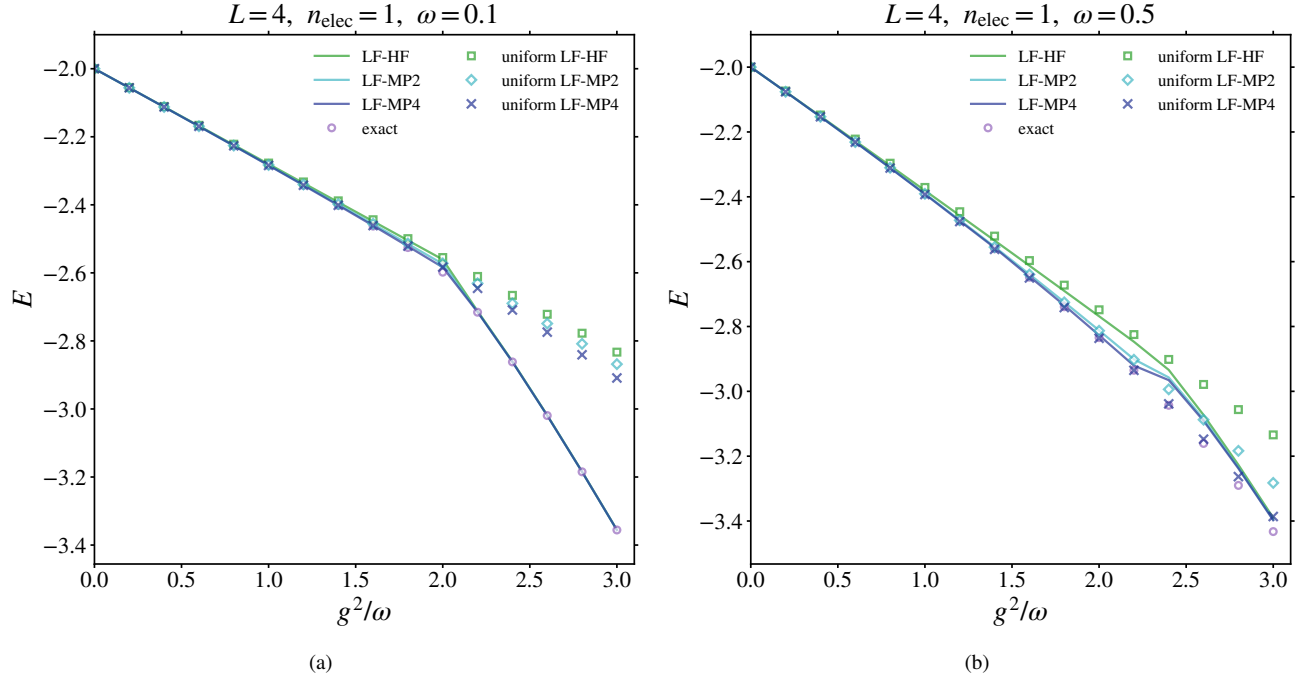 L=4, n_elec=1, ω=0.1
LF-HF
LF-MP2
LF-MP4
exact
uniform LF-HF
uniform LF-MP2
uniform LF-MP4
E
−2.0
−2.2
−2.4
−2.6
−2.8
−3.0
−3.2
−3.4
0.0 0.5 1.0 1.5 2.0 2.5 3.0
g²/ω
(a)
L=4, n_elec=1, ω=0.5
LF-HF
LF-MP2
LF-MP4
exact
uniform LF-HF
uniform LF-MP2
uniform LF-MP4
E
−2.0
−2.2
−2.4
−2.6
−2.8
−3.0
−3.2
−3.4
0.0 0.5 1.0 1.5 2.0 2.5 3.0
g²/ω
(b)